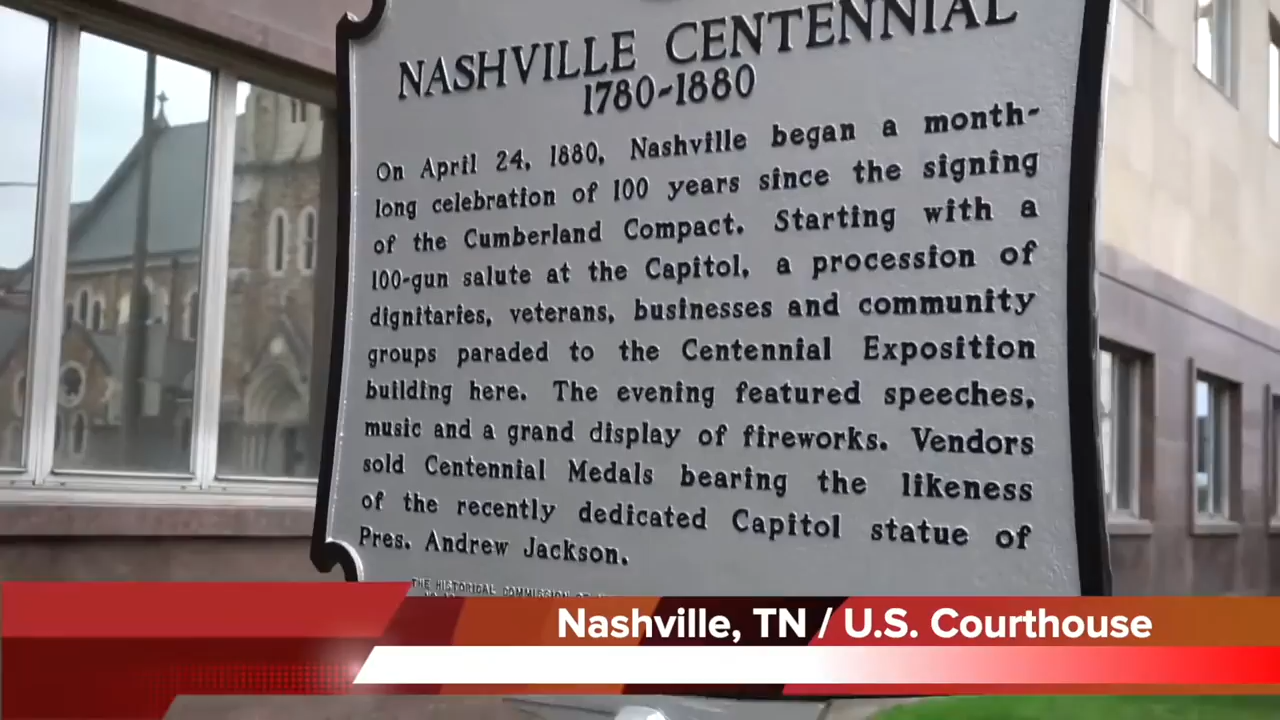 NASHVILLE CENTENNIAL
1780-1880
On April 24, 1880, Nashville began a month-
long celebration of 100 years since the signing
of the Cumberland Compact. Starting with a
100-gun salute at the Capitol, a procession of
dignitaries, veterans, businesses and community
groups paraded to the Centennial Exposition
building here. The evening featured speeches,
music and a grand display of fireworks. Vendors
sold Centennial Medals bearing the likeness
of the recently dedicated Capitol statue of
Pres. Andrew Jackson.
THE HISTORICAL COMMISSION OF
Nashville, TN / U.S. Courthouse